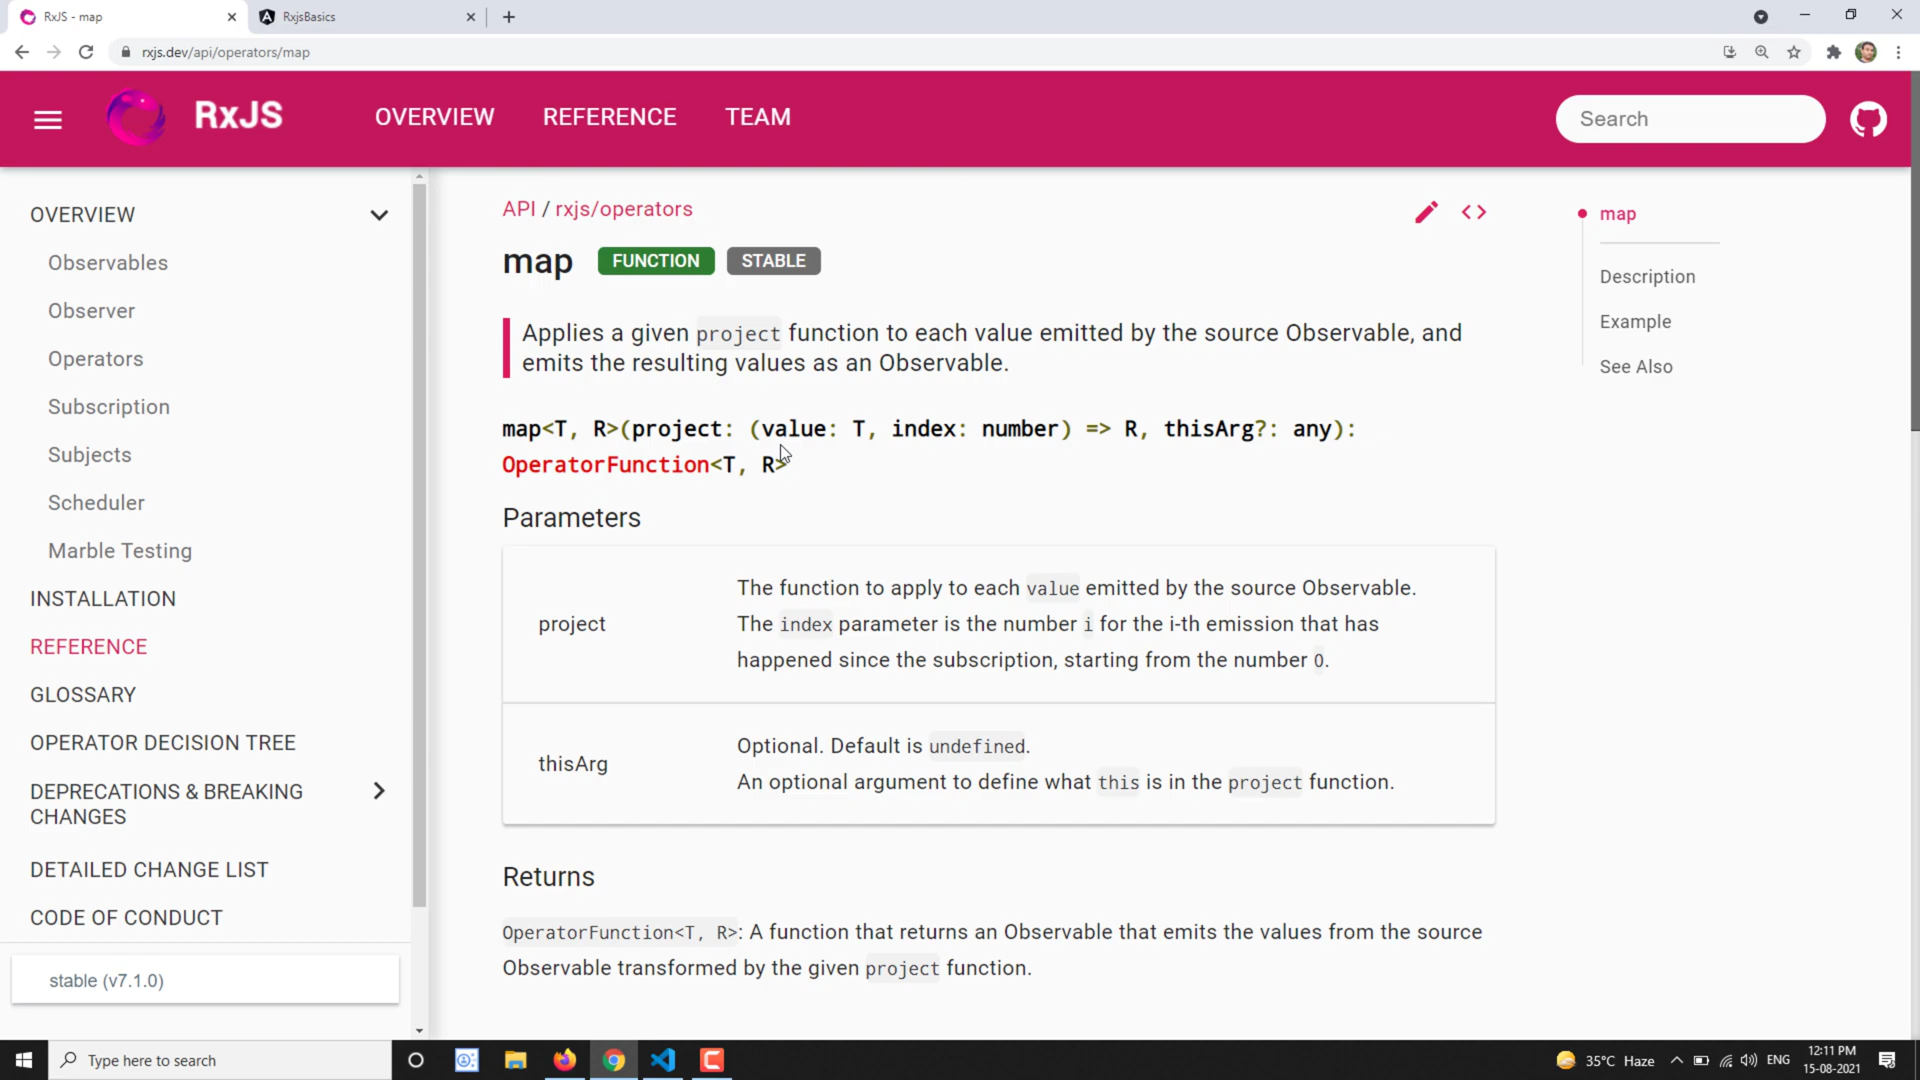 RxJS - map
RxjsBasics
rxjs.dev/api/operators/map
RxJS
OVERVIEW
REFERENCE
TEAM
Search
OVERVIEW
Observables
Observer
Operators
Subscription
Subjects
Scheduler
Marble Testing
INSTALLATION
REFERENCE
GLOSSARY
OPERATOR DECISION TREE
DEPRECATIONS & BREAKING
CHANGES
DETAILED CHANGE LIST
CODE OF CONDUCT
stable (v7.1.0)
API / rxjs/operators
map FUNCTION STABLE
Applies a given project function to each value emitted by the source Observable, and
emits the resulting values as an Observable.
map<T, R>(project: (value: T, index: number) => R, thisArg?: any):
OperatorFunction<T, R>
Parameters
project
The function to apply to each value emitted by the source Observable.
The index parameter is the number i for the i-th emission that has
happened since the subscription, starting from the number 0.
thisArg
Optional. Default is undefined.
An optional argument to define what this is in the project function.
Returns
OperatorFunction<T, R>: A function that returns an Observable that emits the values from the source
Observable transformed by the given project function.
map
Description
Example
See Also
Type here to search
35°C Haze
ENG
12:11 PM
15-08-2021